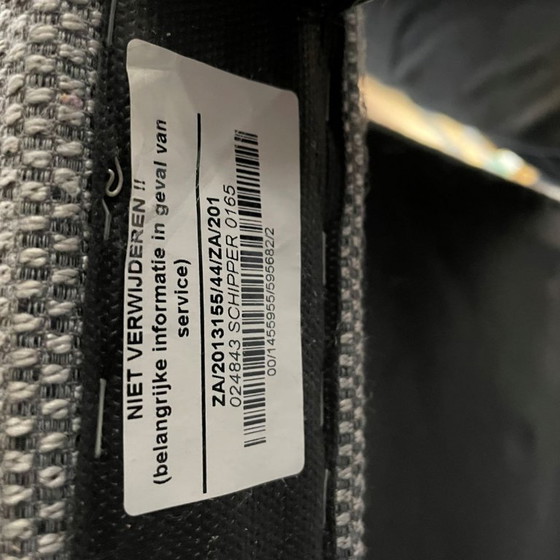 NIET VERWIJDEREN !!
(belangrijke informatie in geval van
service)
ZA/2013155/44/ZA/201
024843 SCHIPPER 0165
00/1455955/595682/2